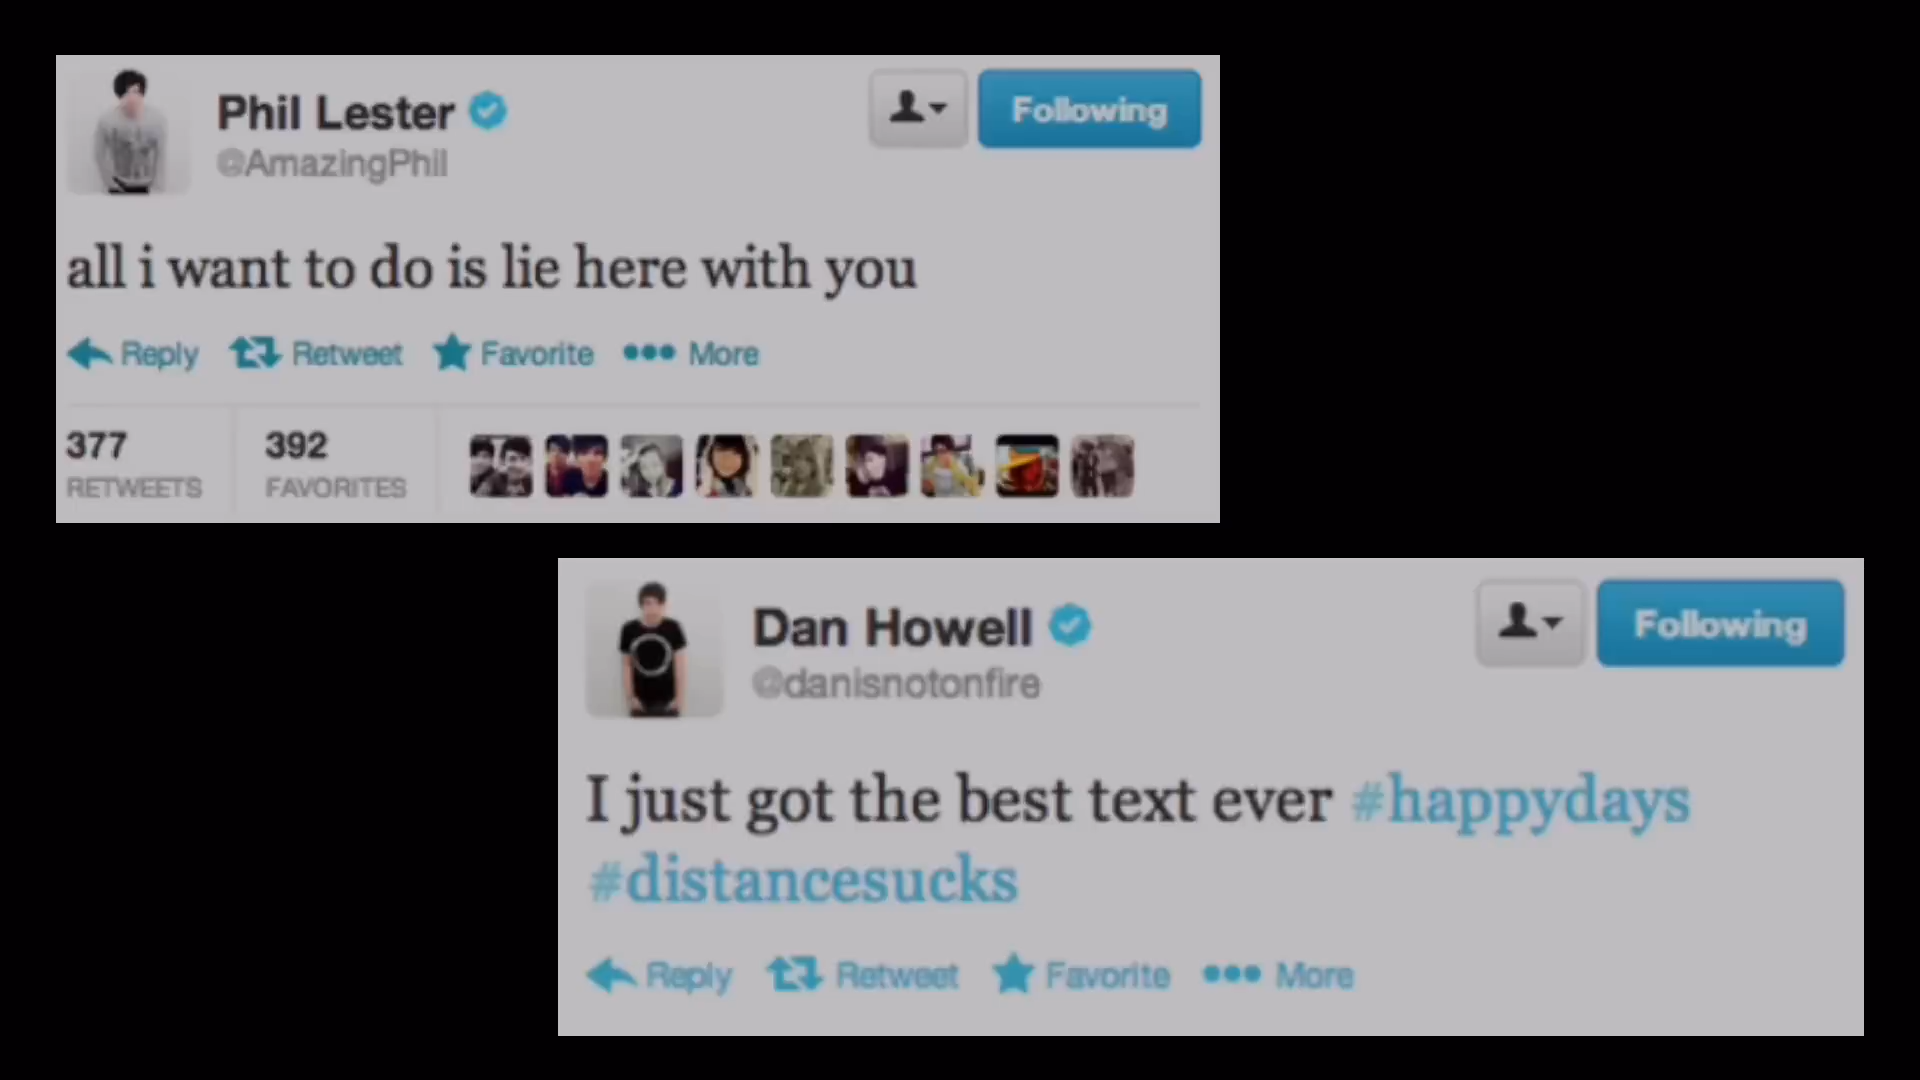 Phil Lester
@AmazingPhil
Following
all i want to do is lie here with you
Reply Retweet Favorite More
377 392
RETWEETS FAVORITES
Dan Howell
@danisnotonfire
Following
I just got the best text ever #happydays
#distancesucks
Reply Retweet Favorite More